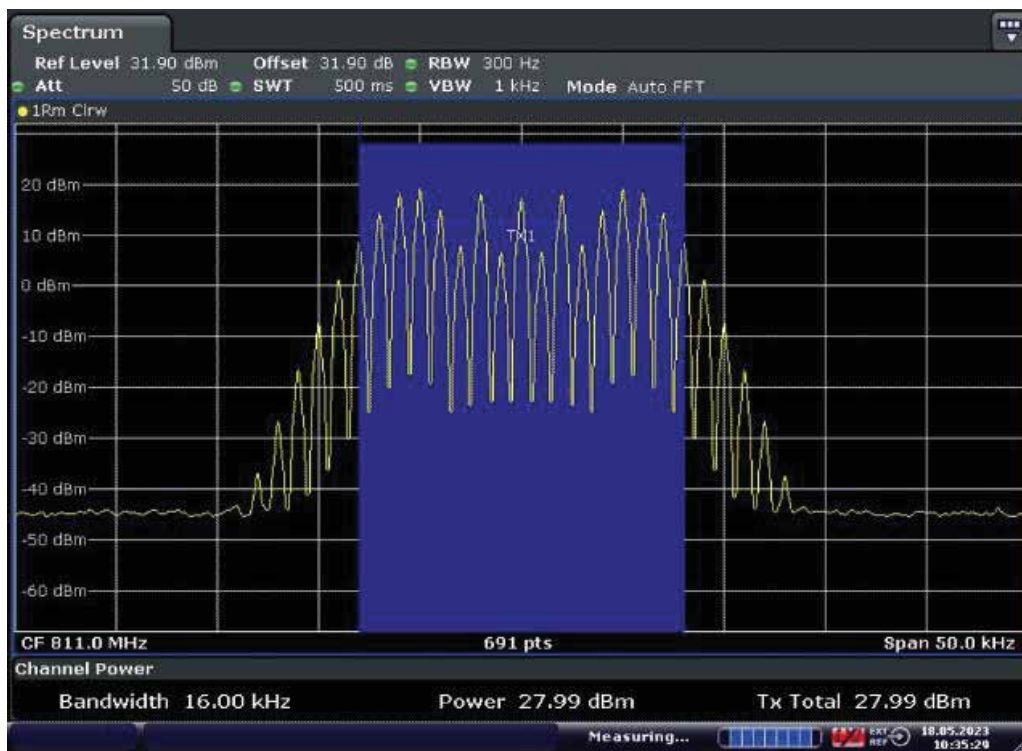 Spectrum
Ref Level 31.90 dBm Offset 31.90 dB RBW 300 Hz
Att 50 dB SWT 500 ms VBW 1 kHz Mode Auto FFT
1Rm Clrw
20 dBm
10 dBm
TX1
0 dBm
-10 dBm
-20 dBm
-30 dBm
-40 dBm
-50 dBm
-60 dBm
CF 811.0 MHz 691 pts Span 50.0 kHz
Channel Power
Bandwidth 16.00 kHz Power 27.99 dBm Tx Total 27.99 dBm
Measuring... EXT REF 18.05.2023
10:35:29